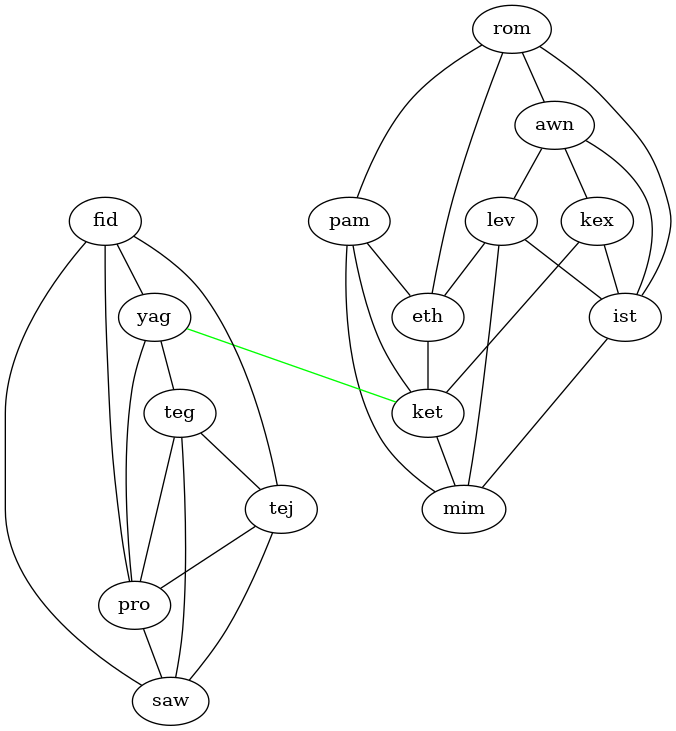 rom
awn
fid
pam
lev
kex
yag
eth
ist
teg
ket
tej
mim
pro
saw